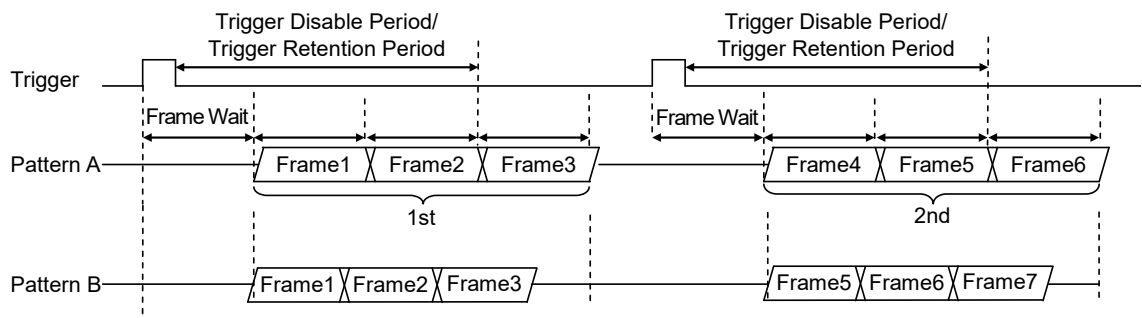 Trigger Disable Period/
Trigger Retention Period
Trigger Disable Period/
Trigger Retention Period
Trigger
Frame Wait
Frame Wait
Pattern A
Frame1 Frame2 Frame3
Frame4 Frame5 Frame6
1st
2nd
Pattern B
Frame1 Frame2 Frame3
Frame5 Frame6 Frame7